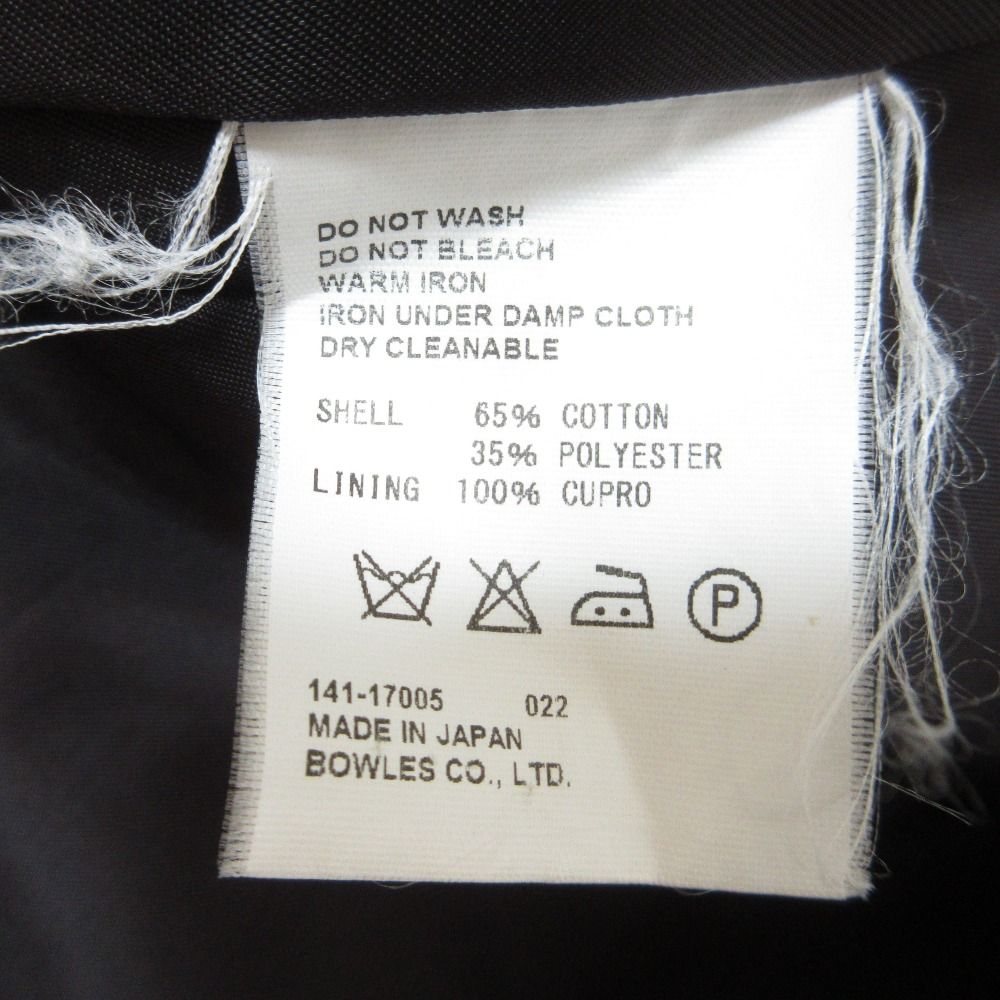 DO NOT WASH
DO NOT BLEACH
WARM IRON
IRON UNDER DAMP CLOTH
DRY CLEANABLE
SHELL 65% COTTON
35% POLYESTER
LINING 100% CUPRO
P
141-17005 022
MADE IN JAPAN
BOWLES CO., LTD.